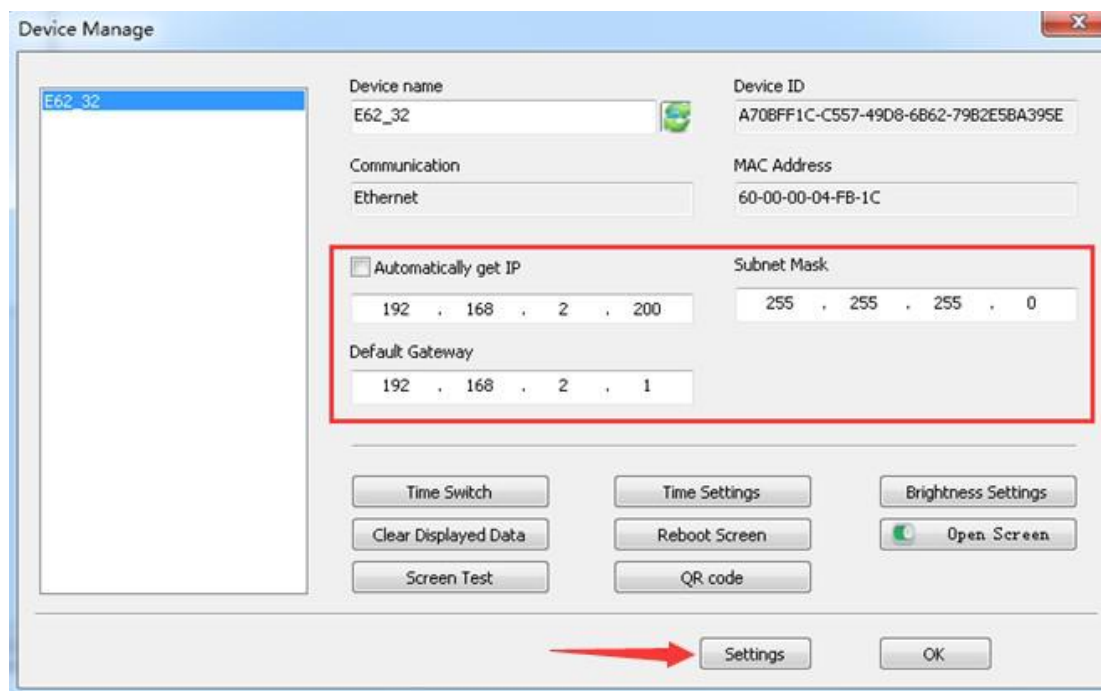 Device Manage
E62_32
Device name
Device ID
E62_32
A70BFF1C-C557-49D8-6B62-79B2E5BA395E
Communication
MAC Address
Ethernet
60-00-00-04-FB-1C
Automatically get IP
Subnet Mask
192 . 168 . 2 . 200
255 . 255 . 255 . 0
Default Gateway
192 . 168 . 2 . 1
Time Switch
Time Settings
Brightness Settings
Clear Displayed Data
Reboot Screen
Open Screen
Screen Test
QR code
Settings
OK